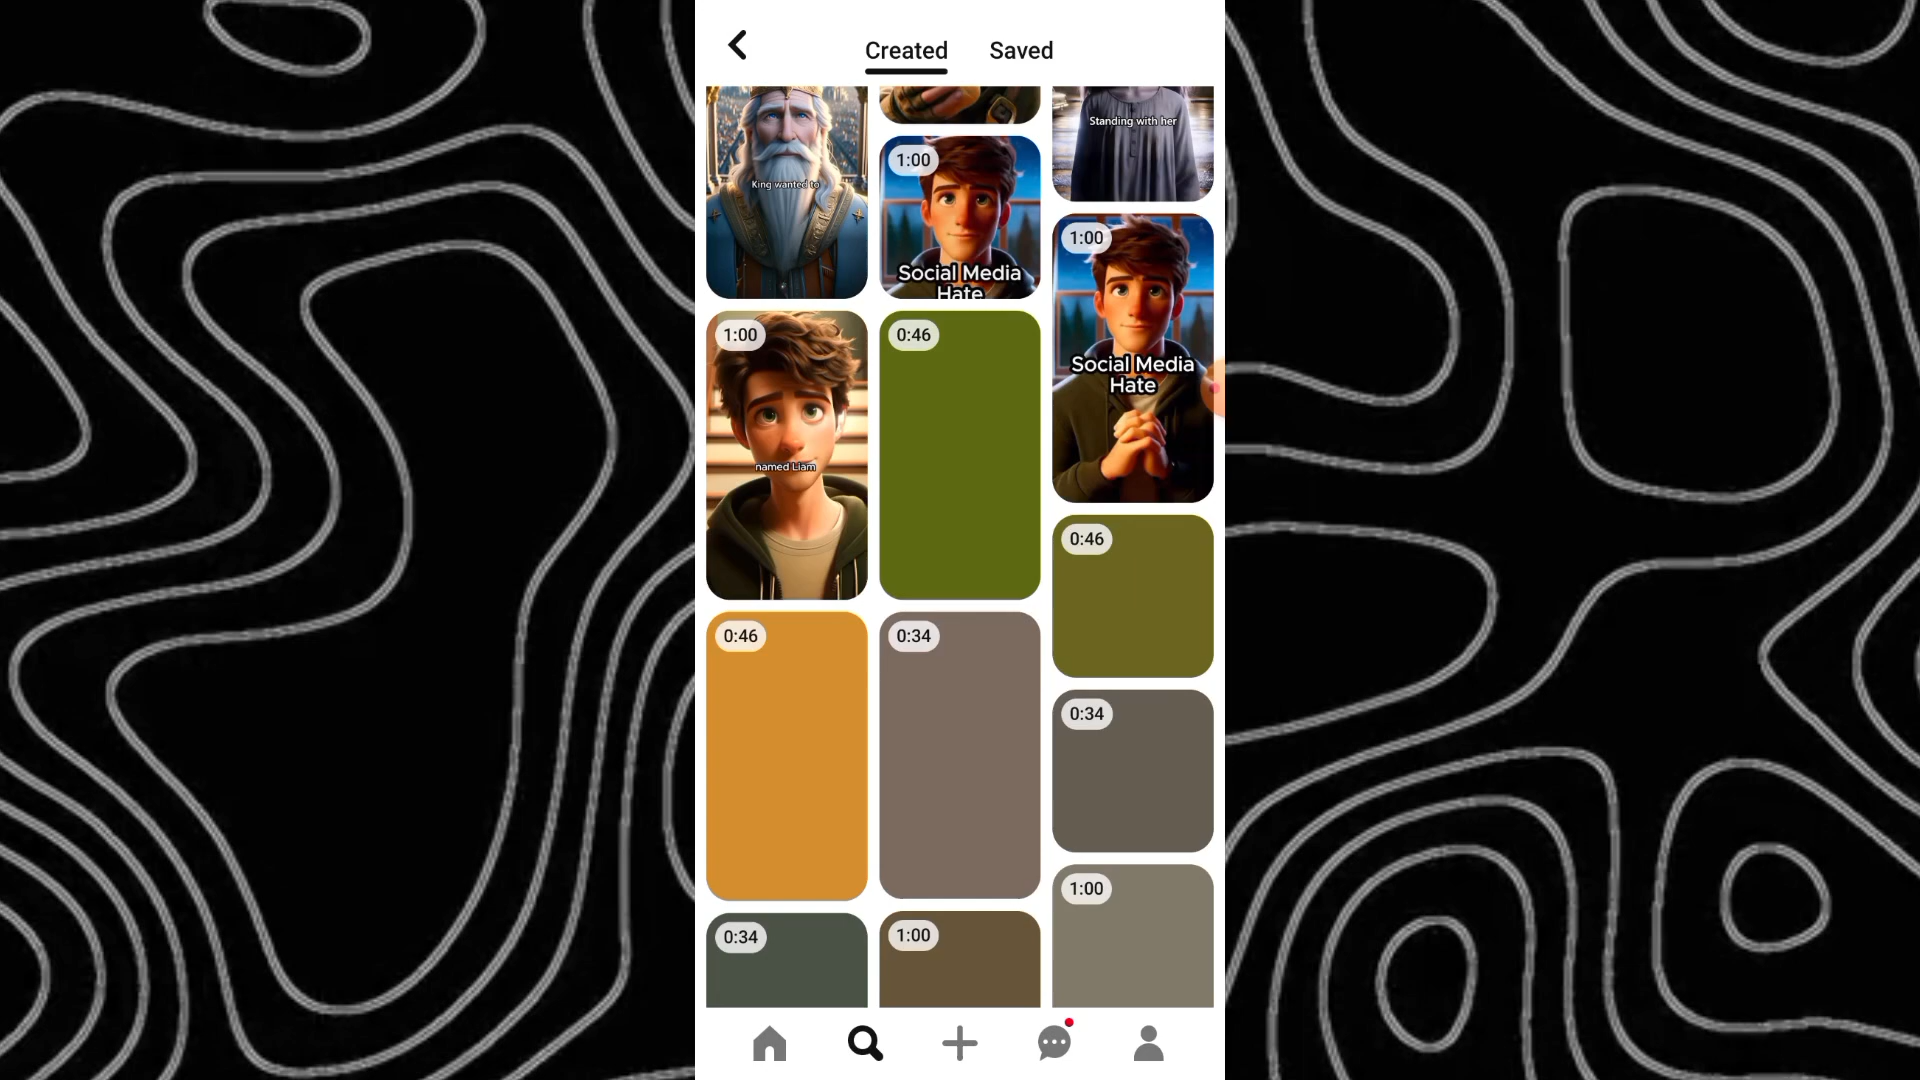 Created Saved
King wanted to
1:00
Social Media
Hate
Standing with her
1:00
Social Media
Hate
1:00
named Liam
0:46
0:46
0:46
0:34
0:34
1:00
0:34
1:00